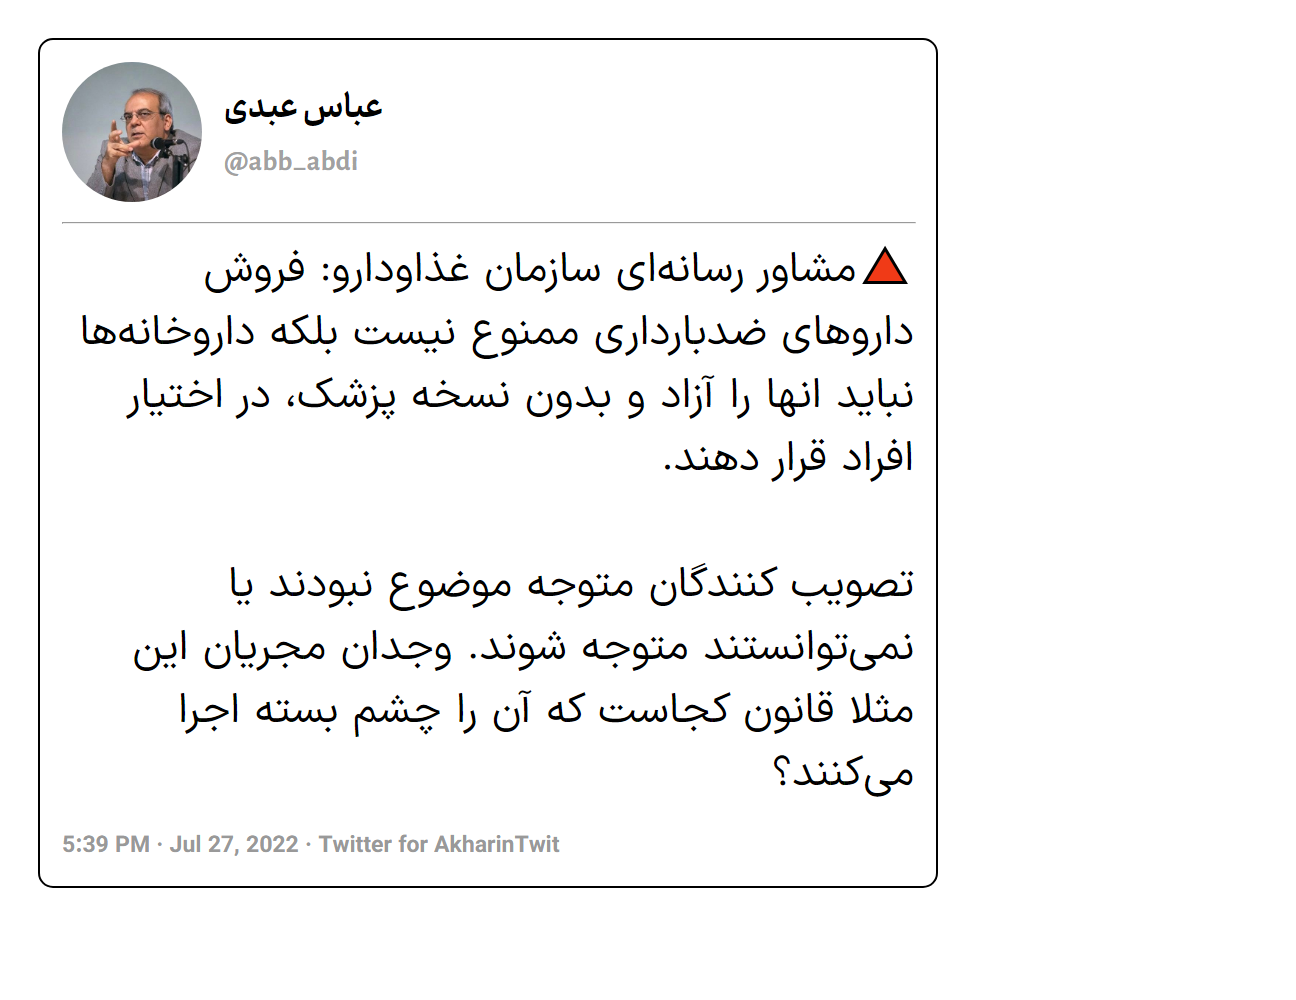 عباس عبدی
@abb_abdi
🔺مشاور رسانه‌ای سازمان غذاودارو: فروش
داروهای ضدبارداری ممنوع نیست بلکه داروخانه‌ها
نباید انها را آزاد و بدون نسخه پزشک، در اختیار
افراد قرار دهند.
تصویب کنندگان متوجه موضوع نبودند یا
نمی‌توانستند متوجه شوند. وجدان مجریان این
مثلا قانون کجاست که آن را چشم بسته اجرا
می‌کنند؟
5:39 PM · Jul 27, 2022 · Twitter for AkharinTwit